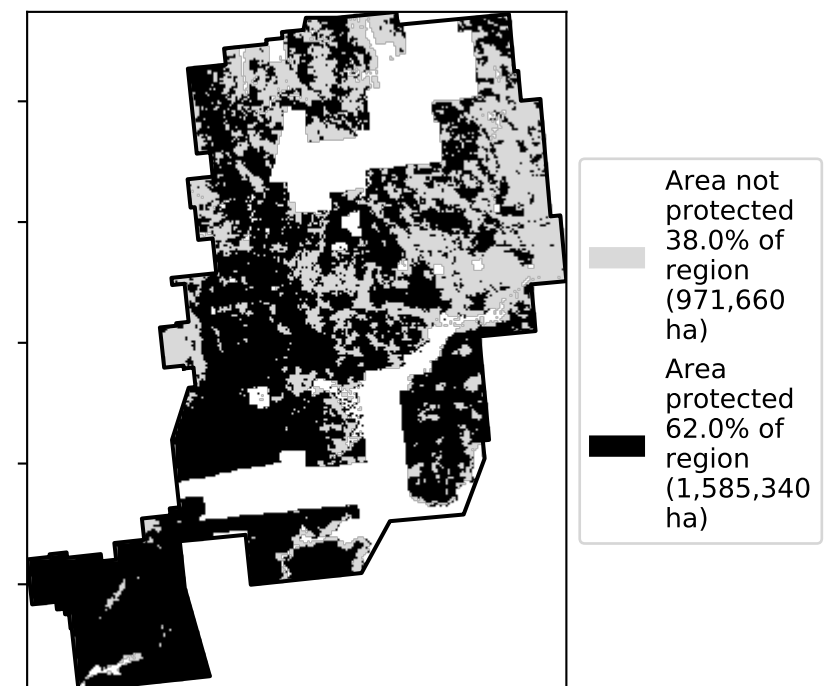 Area not
protected
38.0% of
region
(971,660
ha)
Area
protected
62.0% of
region
(1,585,340
ha)